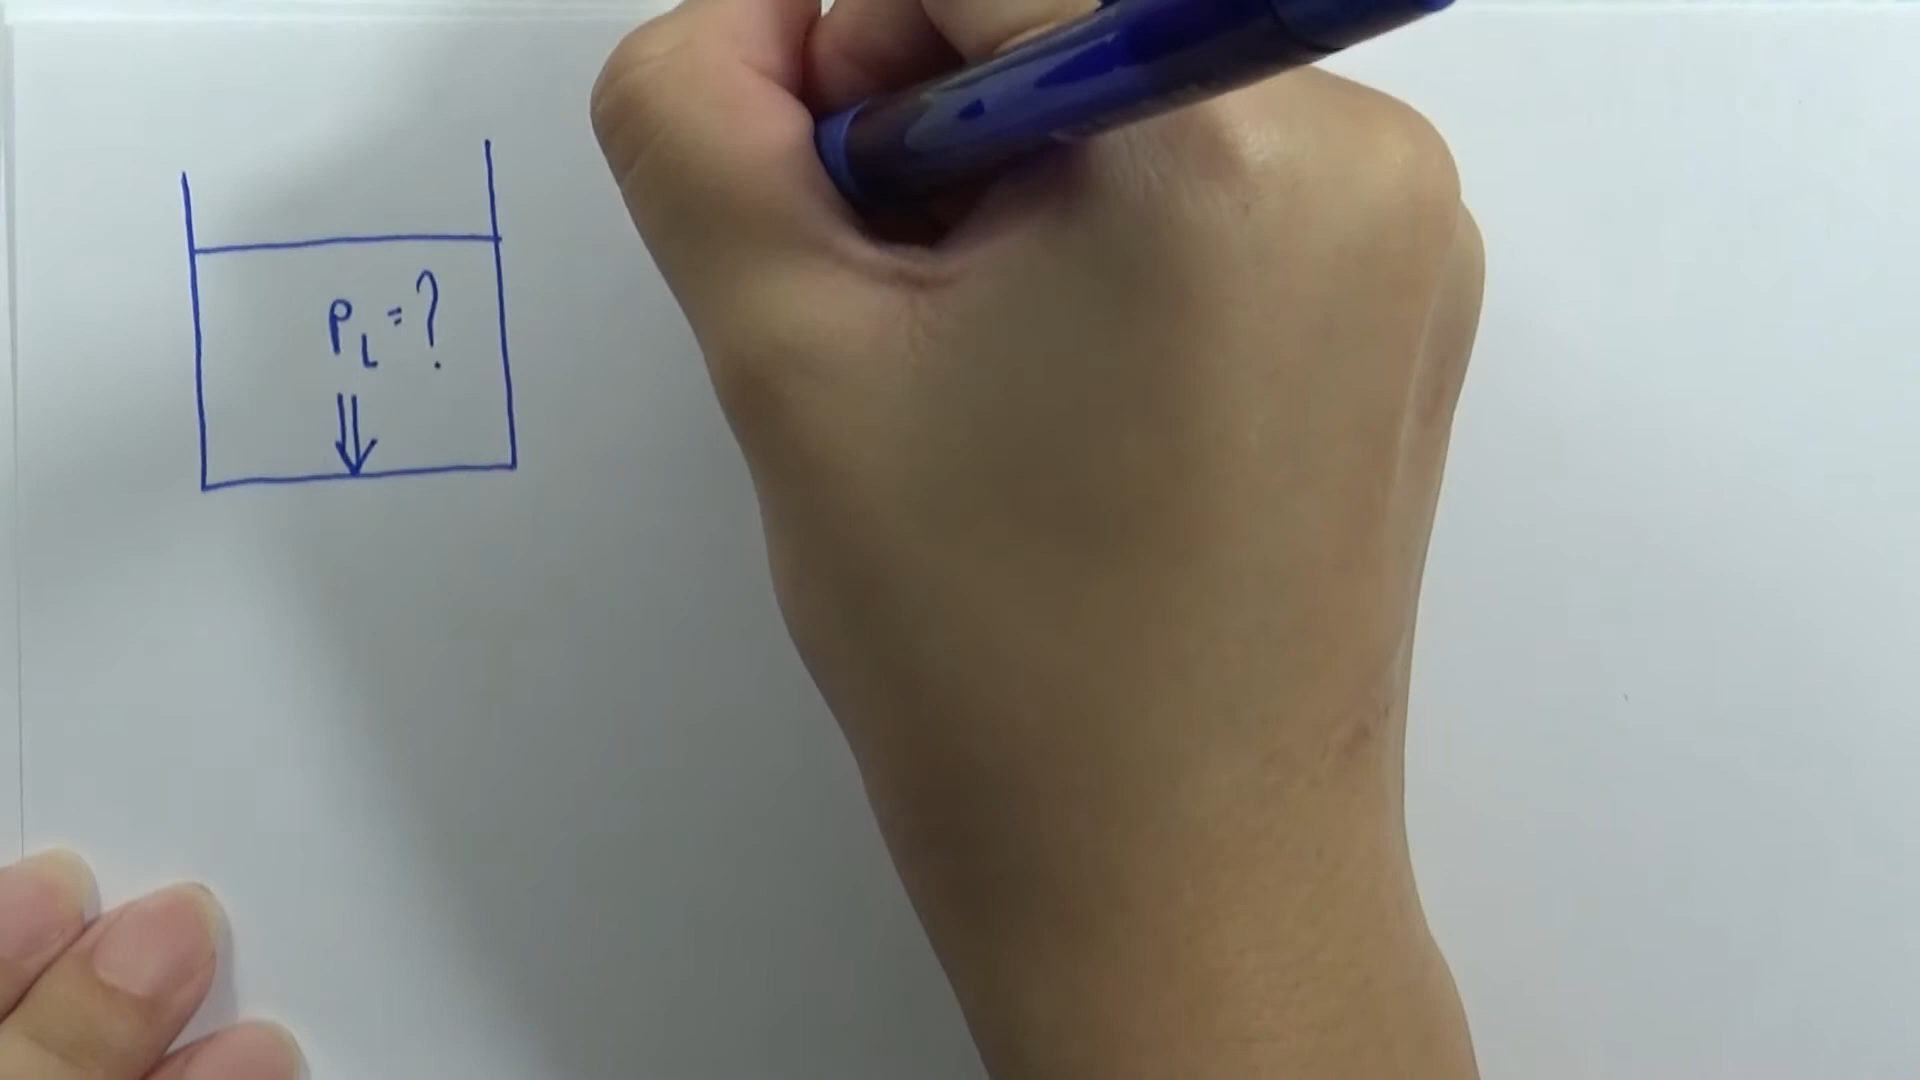 P_L = ?